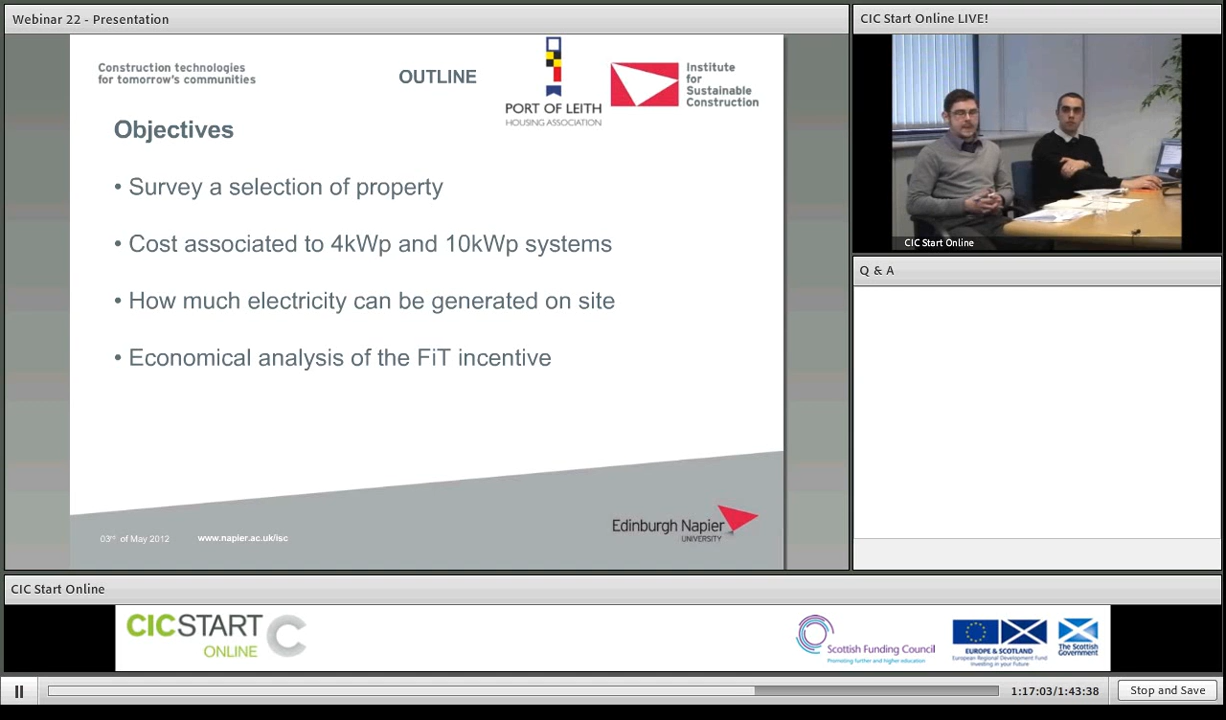 Webinar 22 - Presentation
CIC Start Online LIVE!
Construction technologies
for tomorrow's communities
OUTLINE
PORT OF LEITH
HOUSING ASSOCIATION
Institute
for
Sustainable
Construction
Objectives
• Survey a selection of property
• Cost associated to 4kWp and 10kWp systems
• How much electricity can be generated on site
• Economical analysis of the FiT incentive
03rd of May 2012
www.napier.ac.uk/isc
Edinburgh Napier
UNIVERSITY
CIC Start Online
Q & A
CIC Start Online
CICSTART
ONLINE
Scottish Funding Council
Promoting further and higher education
EUROPE & SCOTLAND
European Regional Development Fund
Investing in your Future
The Scottish
Government
1:17:03/1:43:38
Stop and Save